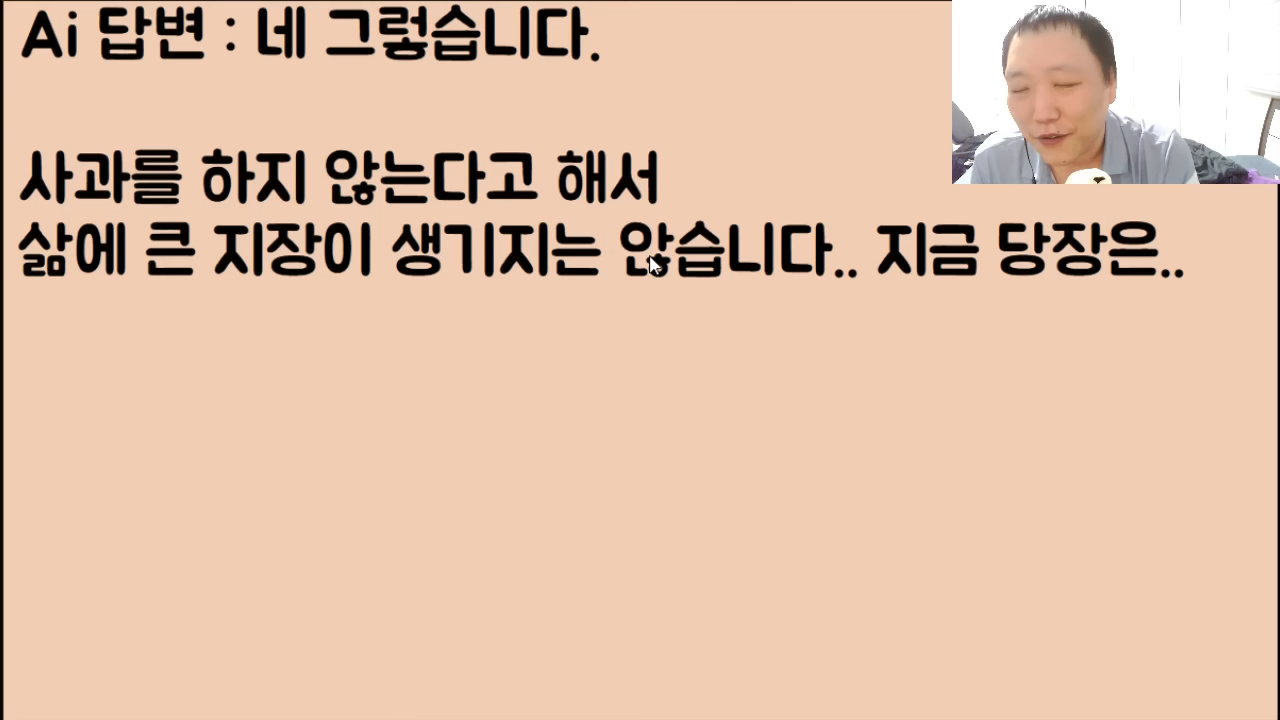 Ai 답변 : 네 그렇습니다.
사과를 하지 않는다고 해서
삶에 큰 지장이 생기지는 않습니다.. 지금 당장은..